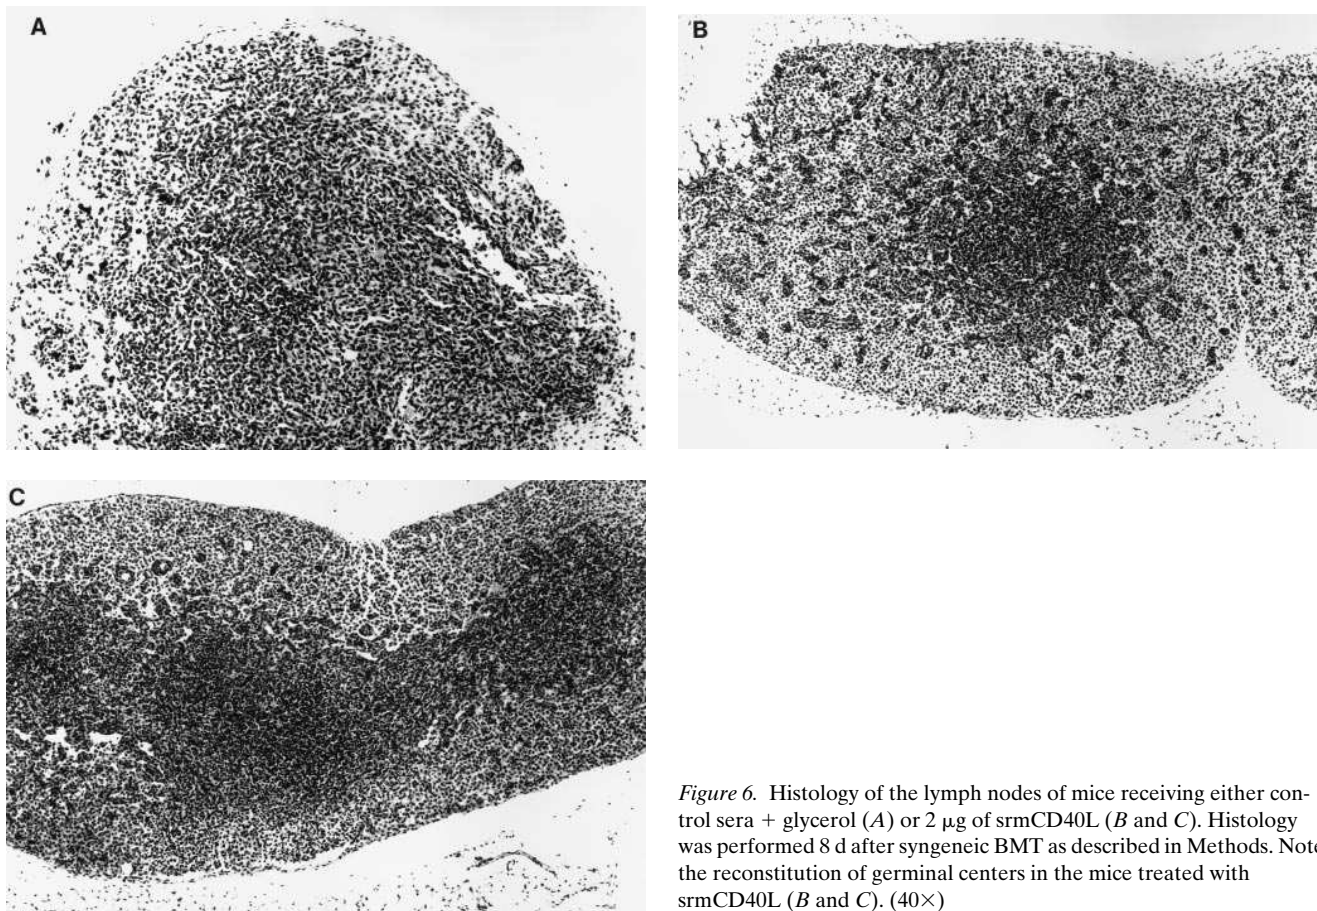 A
B
C
Figure 6. Histology of the lymph nodes of mice receiving either con-
trol sera + glycerol (A) or 2 μg of srmCD40L (B and C). Histology
was performed 8 d after syngeneic BMT as described in Methods. Note
the reconstitution of germinal centers in the mice treated with
srmCD40L (B and C). (40×)